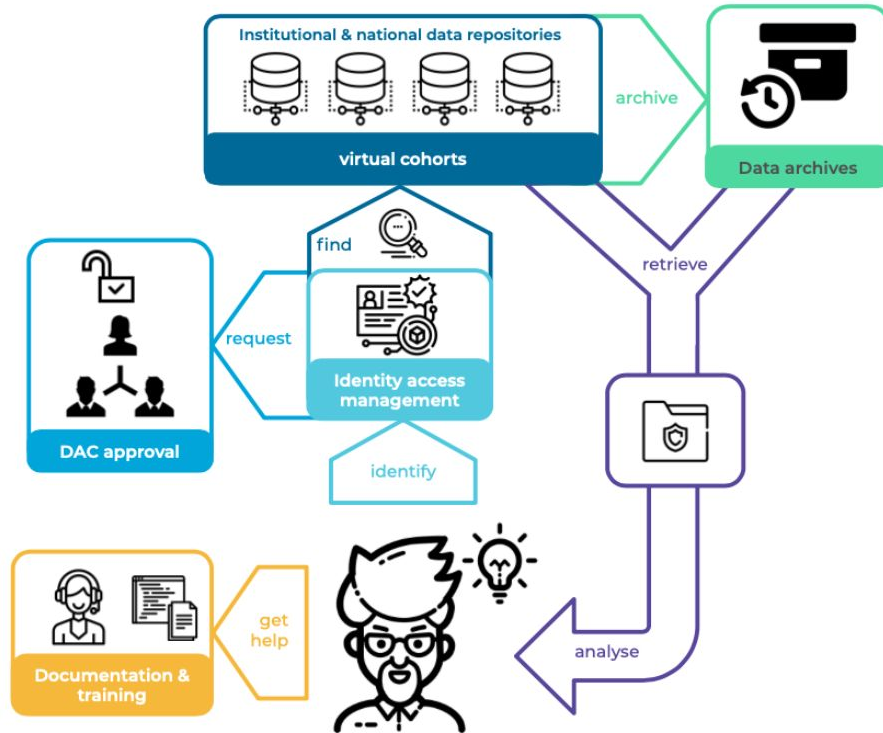 Institutional & national data repositories
virtual cohorts
archive
Data archives
find
retrieve
request
Identity access
management
DAC approval
identify
get
help
analyse
Documentation &
training